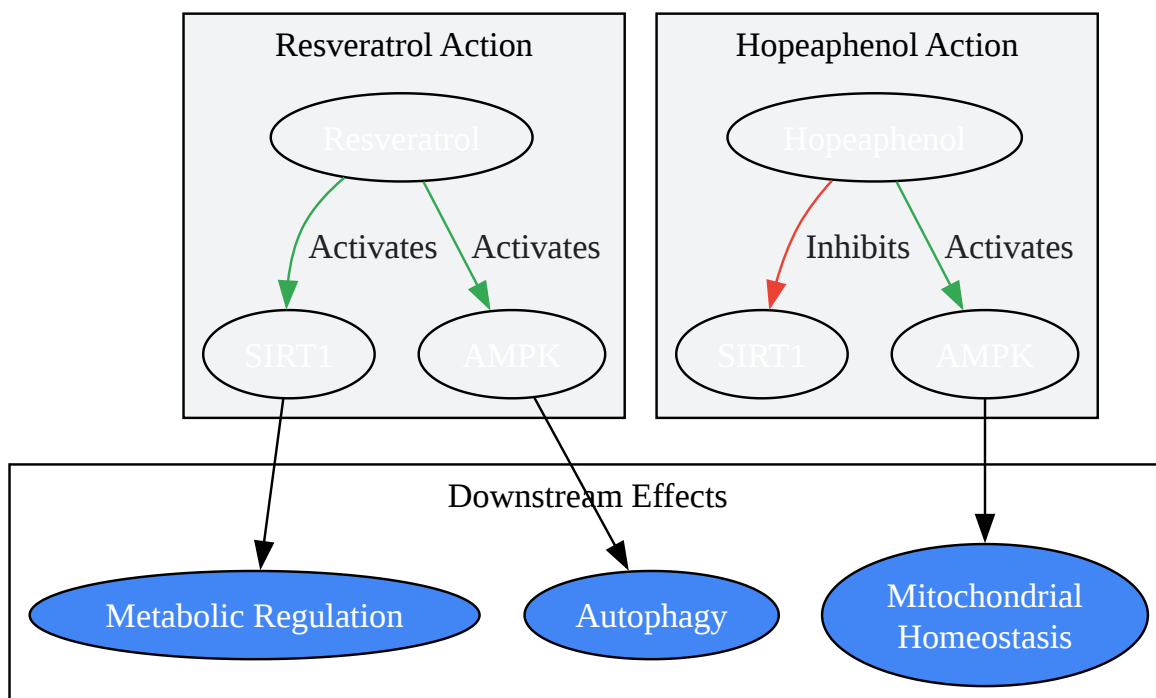 Resveratrol Action
Hopeaphenol Action
Resveratrol
Hopeaphenol
Activates
Activates
Inhibits
Activates
SIRT1
AMPK
SIRT1
AMPK
Downstream Effects
Metabolic Regulation
Autophagy
Mitochondrial
Homeostasis